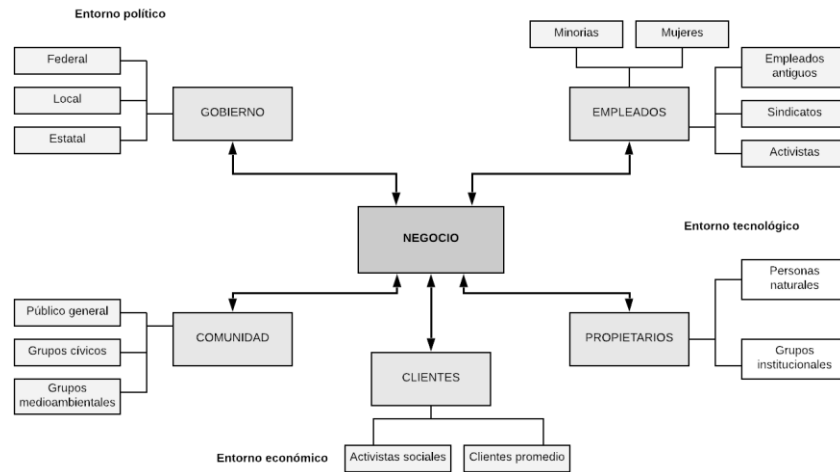 Entorno político
Minorias
Mujeres
Federal
Local
Estatal
GOBIERNO
EMPLEADOS
Empleados
antiguos
Sindicatos
Activistas
NEGOCIO
Entorno tecnológico
Público general
Grupos cívicos
Grupos
medioambientales
COMUNIDAD
CLIENTES
PROPIETARIOS
Personas
naturales
Grupos
institucionales
Entorno económico
Activistas sociales
Clientes promedio